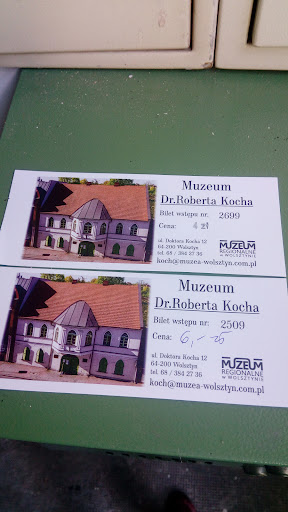 Muzeum
Dr.Roberta Kocha
Bilet wstępu nr. 2699
Cena: 4 zł
ul. Doktora Kocha 12
64-200 Wolsztyn
tel. 68 / 384 27 36
koch@muzea-wolsztyn.com.pl
MUZEUM
REGIONALNE
W WOLSZTYNIE
Muzeum
Dr.Roberta Kocha
Bilet wstępu nr: 2509
Cena: 6,-
ul. Doktora Kocha 12
64-200 Wolsztyn
tel. 68 / 384 27 36
koch@muzea-wolsztyn.com.pl
MUZEUM
REGIONALNE
W WOLSZTYNIE